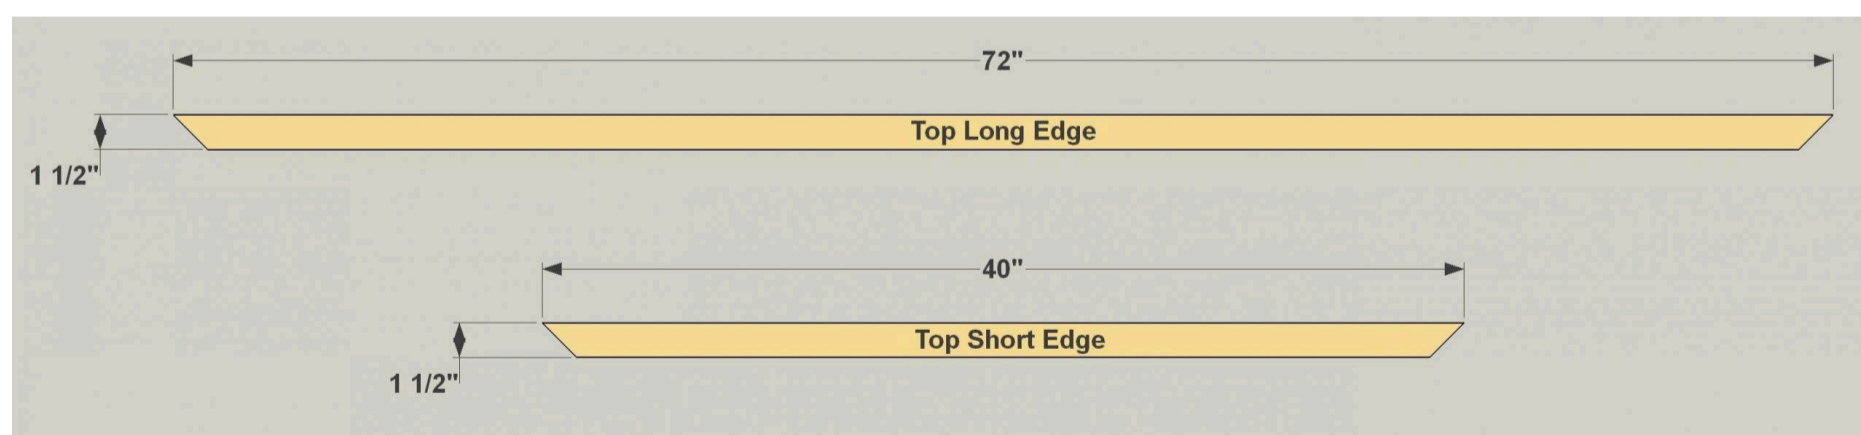 72"
Top Long Edge
1 1/2"
40"
Top Short Edge
1 1/2"